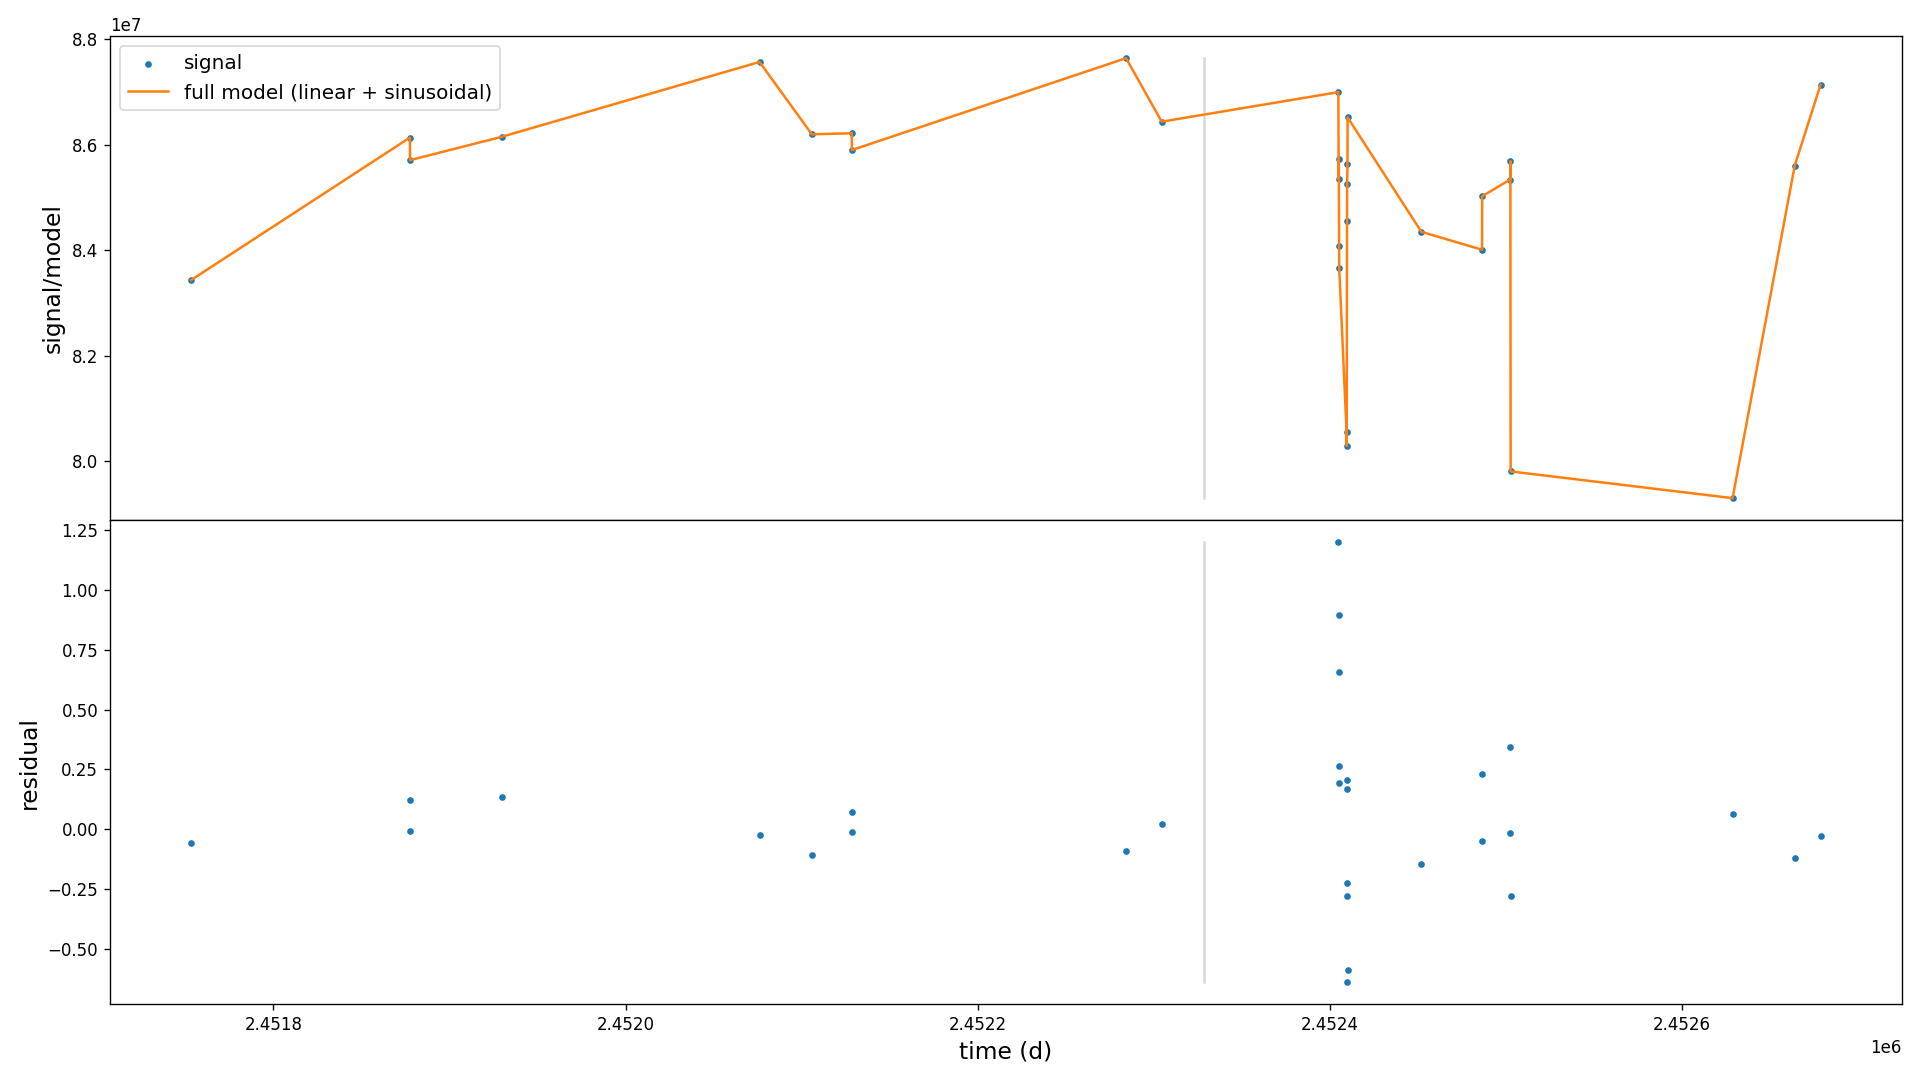 1e7
8.8
8.6
8.4
8.2
8.0
signal/model
signal
full model (linear + sinusoidal)
1.25
1.00
0.75
0.50
0.25
0.00
−0.25
−0.50
residual
2.4518
2.4520
2.4522
2.4524
2.4526
1e6
time (d)